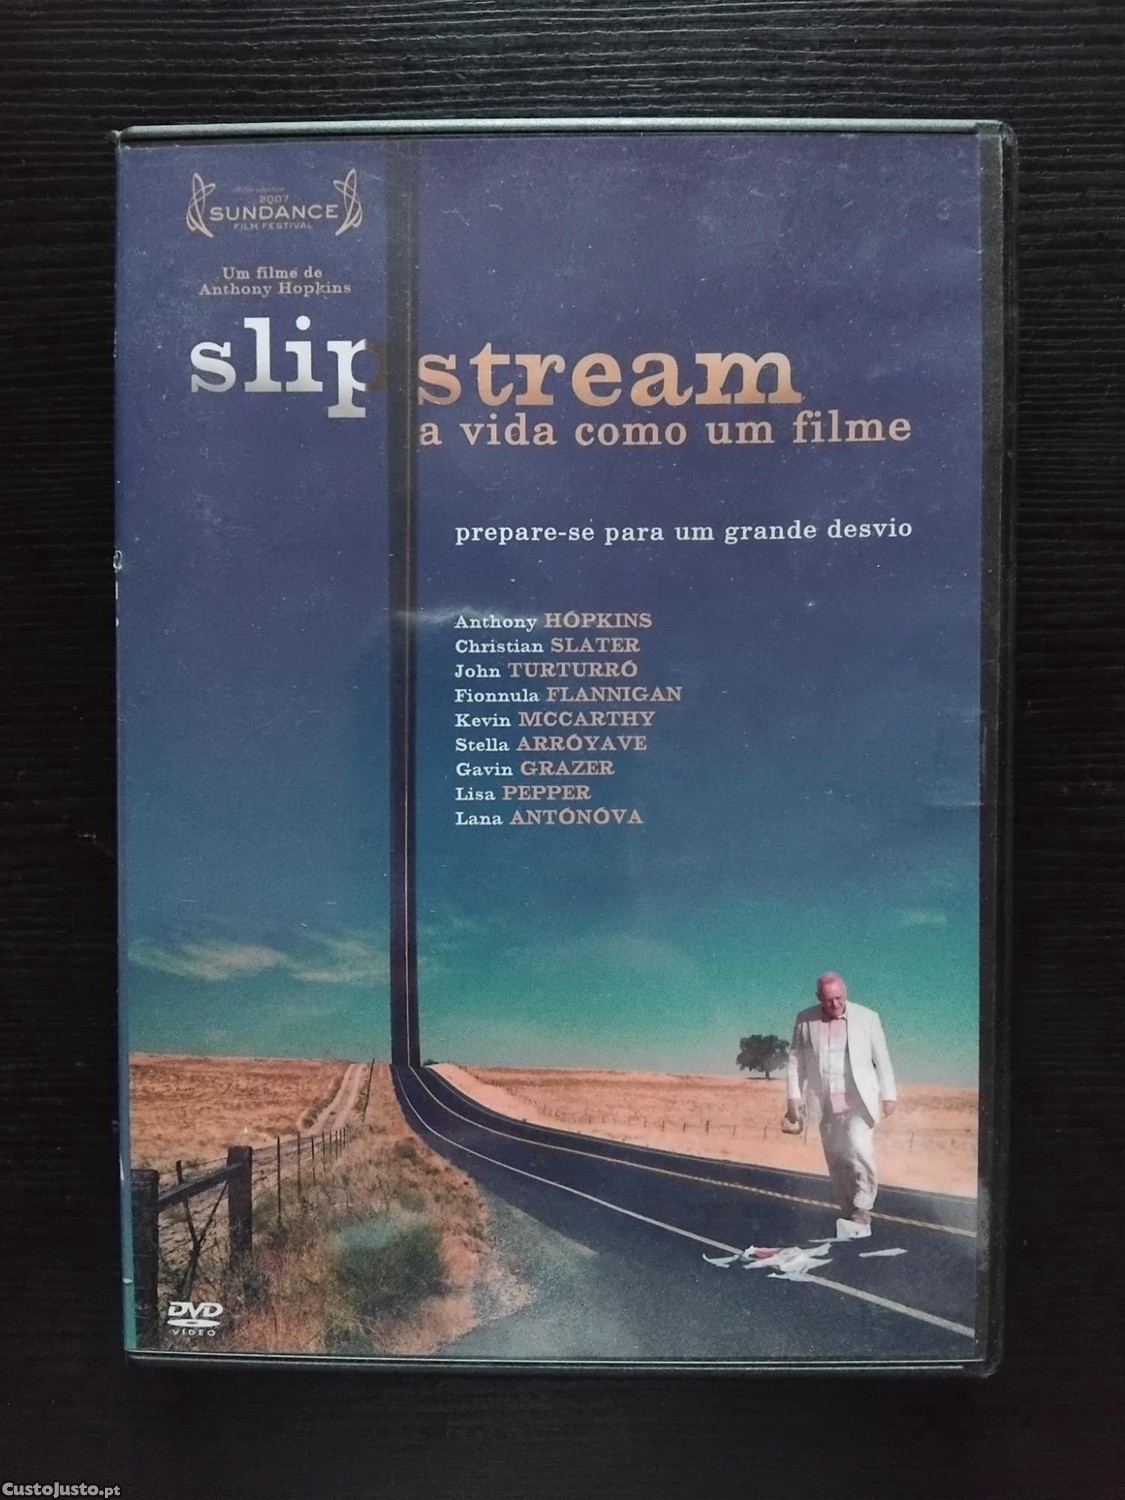 official selection
2007
SUNDANCE
FILM FESTIVAL
Um filme de
Anthony Hopkins
slipstream
a vida como um filme
prepare-se para um grande desvio
Anthony HÓPKINS
Christian SLATER
John TURTURRÓ
Fionnula FLANNIGAN
Kevin MCCARTHY
Stella ARRÓYAVE
Gavin GRAZER
Lisa PEPPER
Lana ANTÓNÓVA
DVD
VIDEO
CustoJusto.pt